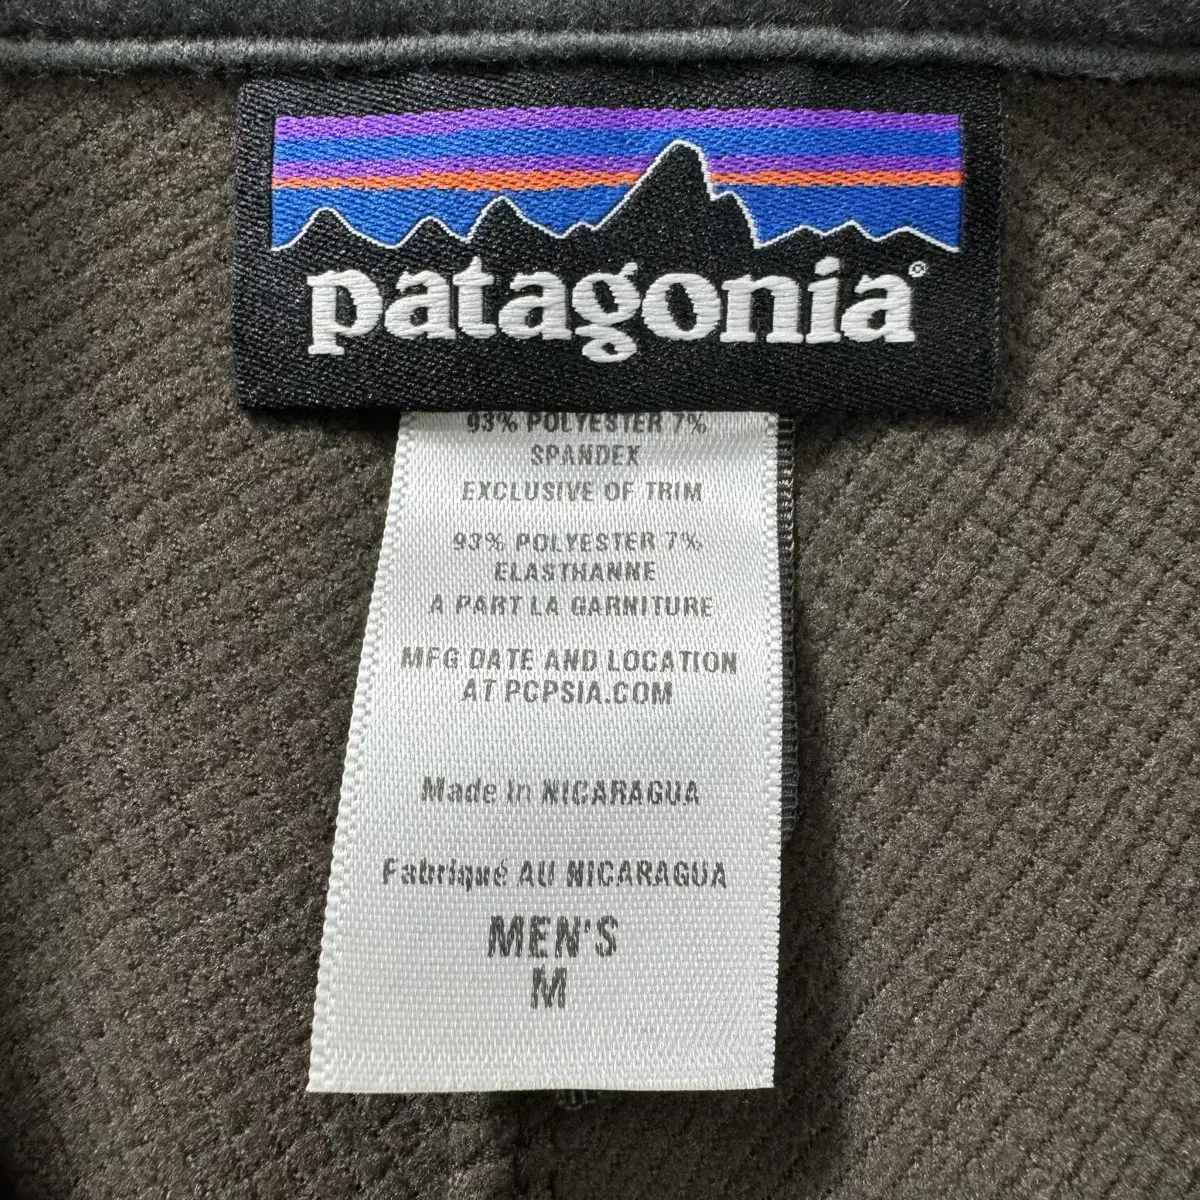 patagonia®
93% POLYESTER 7%
SPANDEX
EXCLUSIVE OF TRIM
93% POLYESTER 7%
ELASTHANNE
A PART LA GARNITURE
MFG DATE AND LOCATION
AT PCPSIA.COM
Made in NICARAGUA
Fabriqué AU NICARAGUA
MEN'S
M